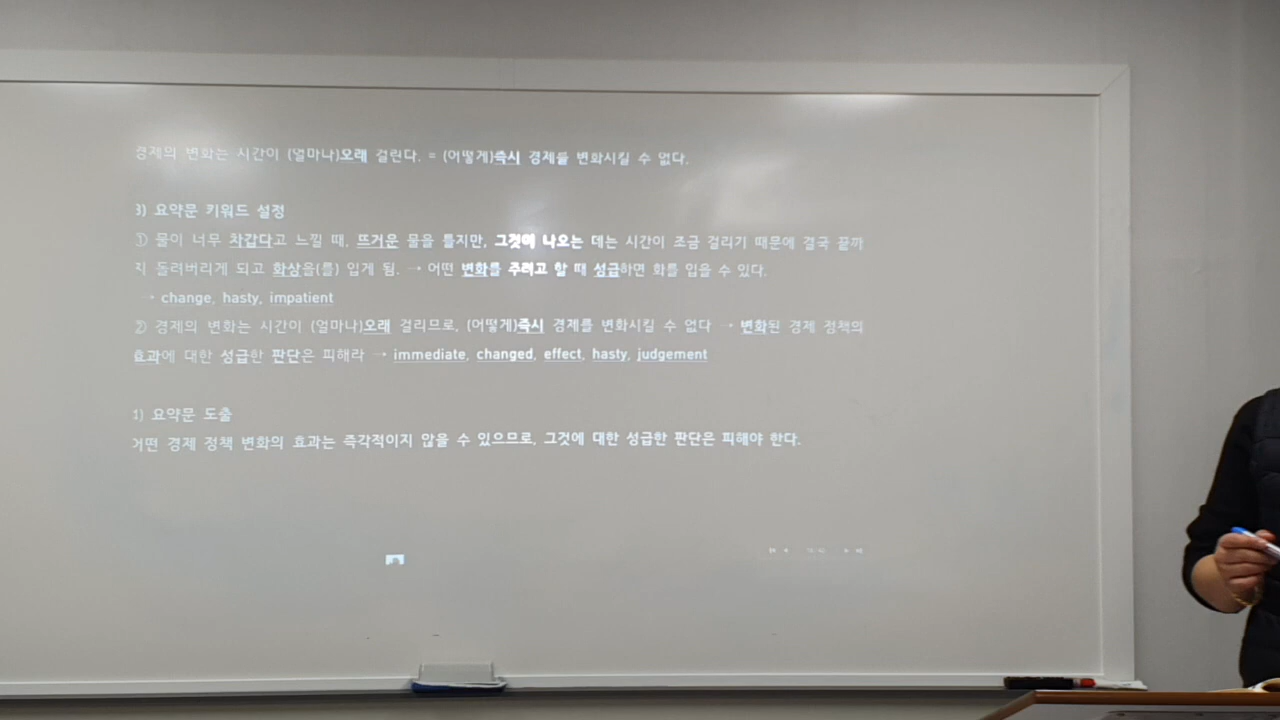 경제의 변화는 시간이 (얼마나)오래 걸린다. = (어떻게)즉시 경제를 변화시킬 수 없다.
3) 요약문 키워드 설정
① 물이 너무 차갑다고 느낄 때, 뜨거운 물을 틀지만, 그것이 나오는 데는 시간이 조금 걸리기 때문에 결국 끝까
지 돌려버리게 되고 화상을(를) 입게 됨. → 어떤 변화를 주려고 할 때 성급하면 화를 입을 수 있다.
→ change, hasty, impatient
② 경제의 변화는 시간이 (얼마나)오래 걸리므로, (어떻게)즉시 경제를 변화시킬 수 없다 → 변화된 경제 정책의
효과에 대한 성급한 판단은 피해라 → immediate, changed, effect, hasty, judgement
1) 요약문 도출
어떤 경제 정책 변화의 효과는 즉각적이지 않을 수 있으므로, 그것에 대한 성급한 판단은 피해야 한다.